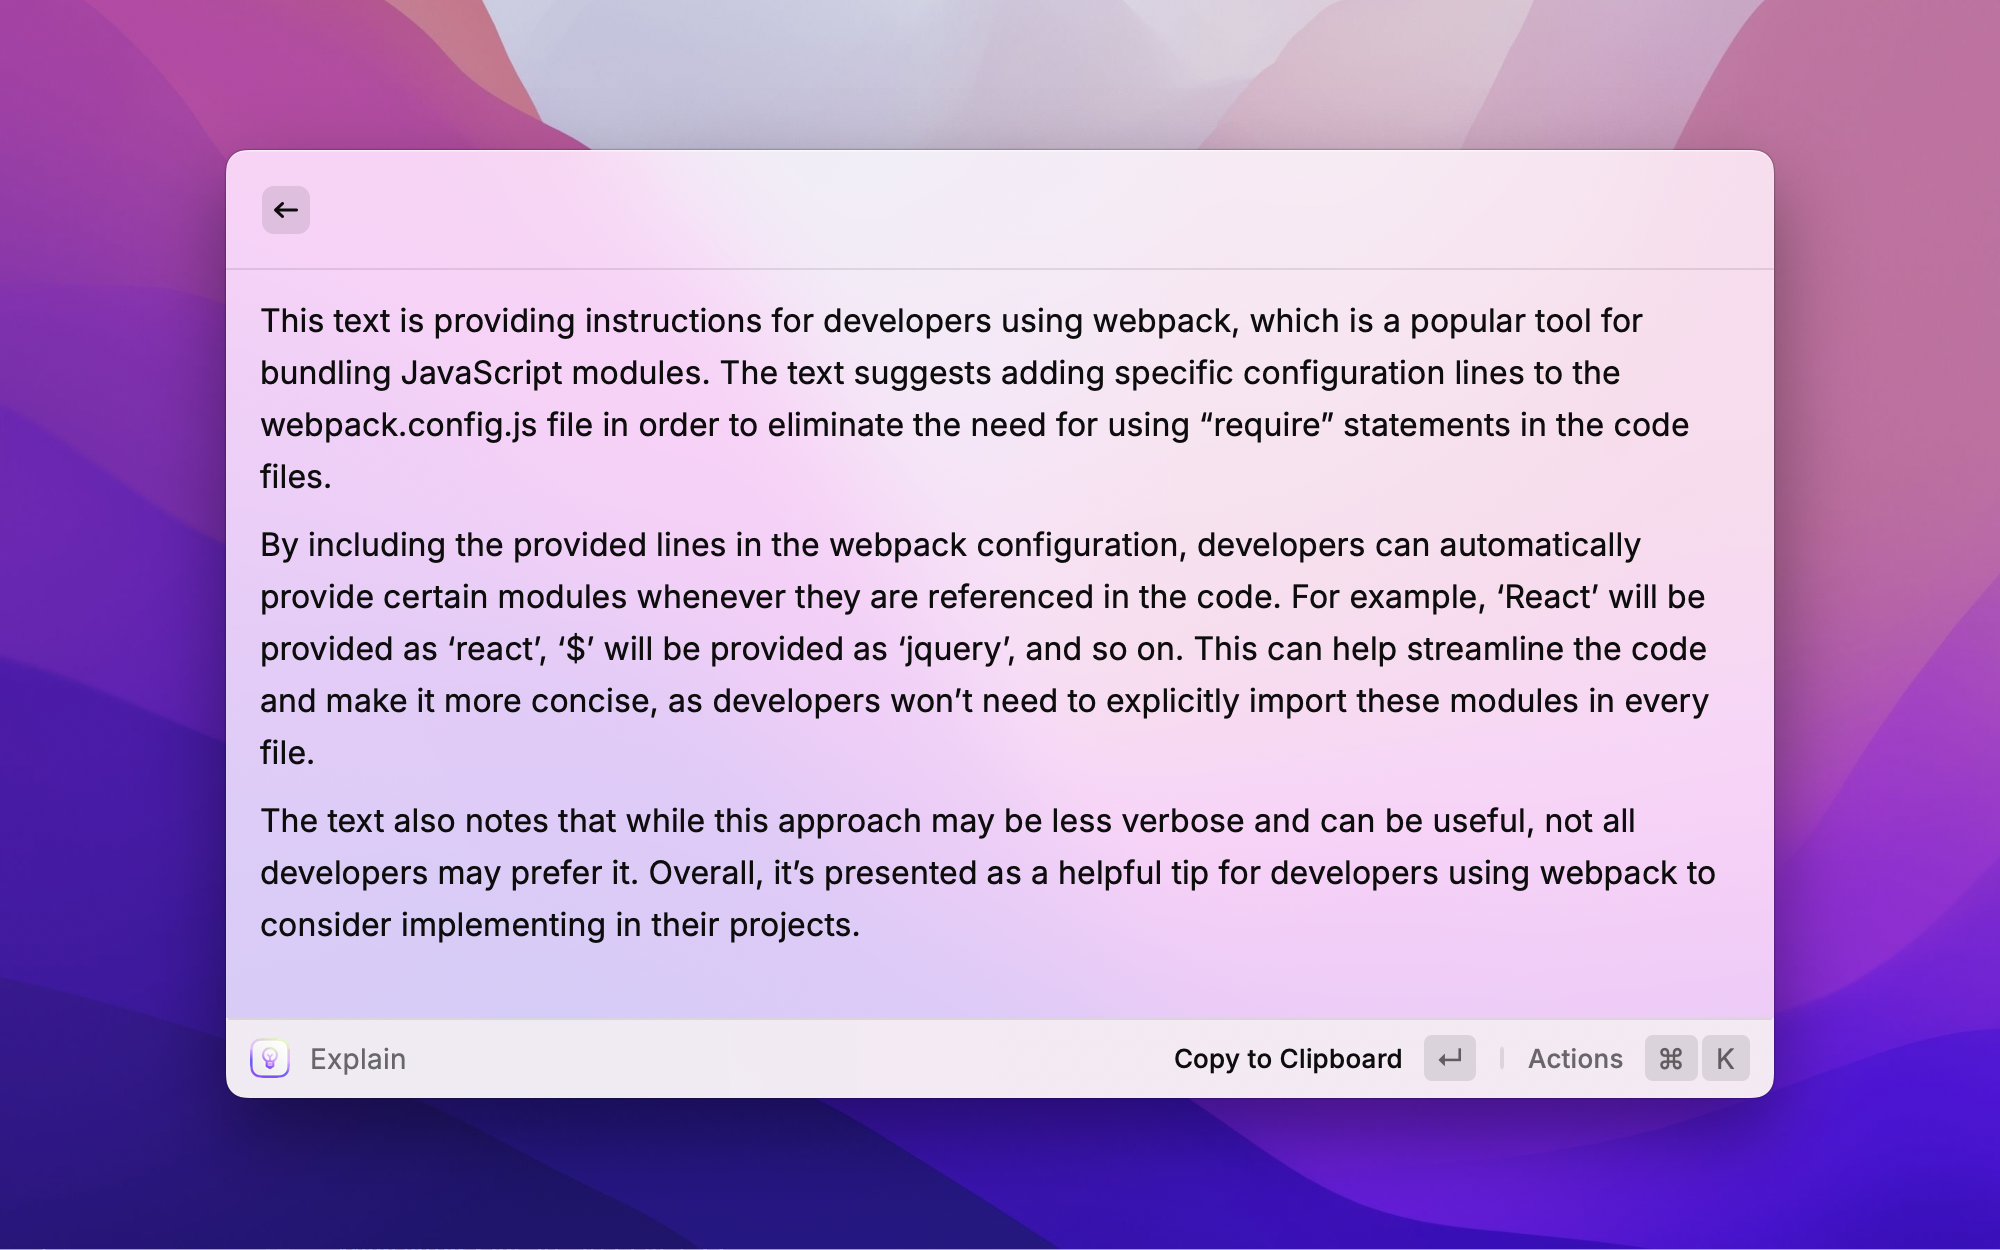 This text is providing instructions for developers using webpack, which is a popular tool for
bundling JavaScript modules. The text suggests adding specific configuration lines to the
webpack.config.js file in order to eliminate the need for using “require” statements in the code
files.
By including the provided lines in the webpack configuration, developers can automatically
provide certain modules whenever they are referenced in the code. For example, ‘React’ will be
provided as ‘react’, ‘$’ will be provided as ‘jquery’, and so on. This can help streamline the code
and make it more concise, as developers won’t need to explicitly import these modules in every
file.
The text also notes that while this approach may be less verbose and can be useful, not all
developers may prefer it. Overall, it’s presented as a helpful tip for developers using webpack to
consider implementing in their projects.
Explain Copy to Clipboard ↵ Actions ⌘ K